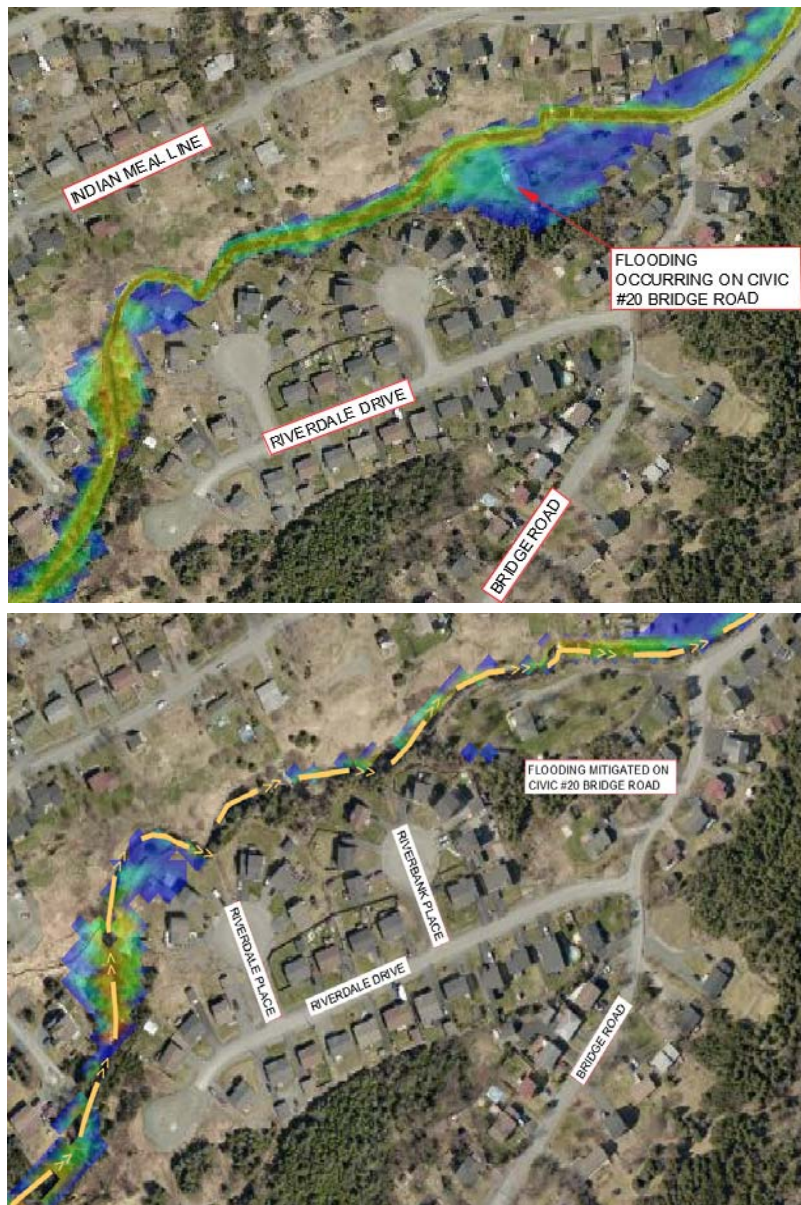 INDIAN MEAL LINE
FLOODING
OCCURRING ON CIVIC
#20 BRIDGE ROAD
RIVERDALE DRIVE
BRIDGE ROAD
FLOODING MITIGATED ON
CIVIC #20 BRIDGE ROAD
RIVERBANK PLACE
RIVERDALE PLACE
RIVERDALE DRIVE
BRIDGE ROAD